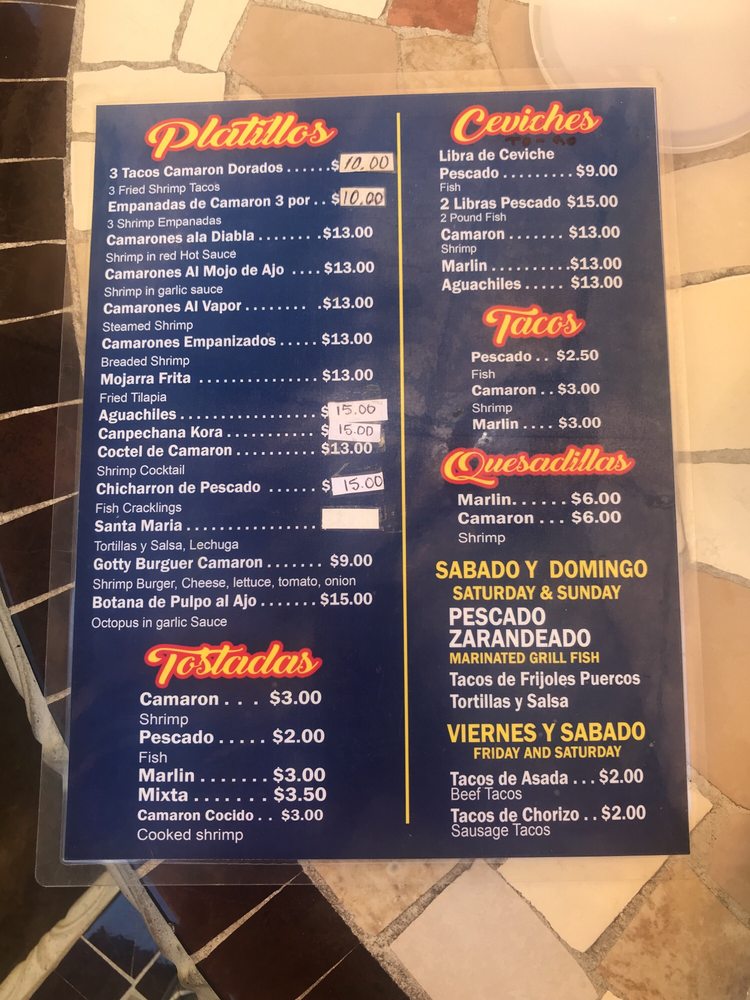 Platillos
3 Tacos Camaron Dorados ......$ 10.00
3 Fried Shrimp Tacos
Empanadas de Camaron 3 por .. $ 10.00
3 Shrimp Empanadas
Camarones ala Diabla ........ .$13.00
Shrimp in red Hot Sauce
Camarones Al Mojo de Ajo .... $13.00
Shrimp in garlic sauce
Camarones Al Vapor ........ .$13.00
Steamed Shrimp
Camarones Empanizados ..... $13.00
Breaded Shrimp
Mojarra Frita ............... $13.00
Fried Tilapia
Aguachiles .................. $ 15.00
Canpechana Kora ........... $ 15.00
Coctel de Camaron .......... $13.00
Shrimp Cocktail
Chicharron de Pescado ...... $ 15.00
Fish Cracklings
Santa Maria .................
Tortillas y Salsa, Lechuga
Gotty Burguer Camaron ....... $9.00
Shrimp Burger, Cheese, lettuce, tomato, onion
Botana de Pulpo al Ajo ....... $15.00
Octopus in garlic Sauce
Tostadas
Camaron . . . $3.00
Shrimp
Pescado ..... $2.00
Fish
Marlin ....... $3.00
Mixta ....... $3.50
Camaron Cocido . . $3.00
Cooked shrimp
Ceviches
TO-GO
Libra de Ceviche
Pescado ......... $9.00
Fish
2 Libras Pescado $15.00
2 Pound Fish
Camaron ....... $13.00
Shrimp
Marlin ..........$13.00
Aguachiles ..... $13.00
Tacos
Pescado .. $2.50
Fish
Camaron .. $3.00
Shrimp
Marlin .... $3.00
Quesadillas
Marlin...... $6.00
Camaron ... $6.00
Shrimp
SABADO Y DOMINGO
SATURDAY & SUNDAY
PESCADO
ZARANDEADO
MARINATED GRILL FISH
Tacos de Frijoles Puercos
Tortillas y Salsa
VIERNES Y SABADO
FRIDAY AND SATURDAY
Tacos de Asada ... $2.00
Beef Tacos
Tacos de Chorizo .. $2.00
Sausage Tacos